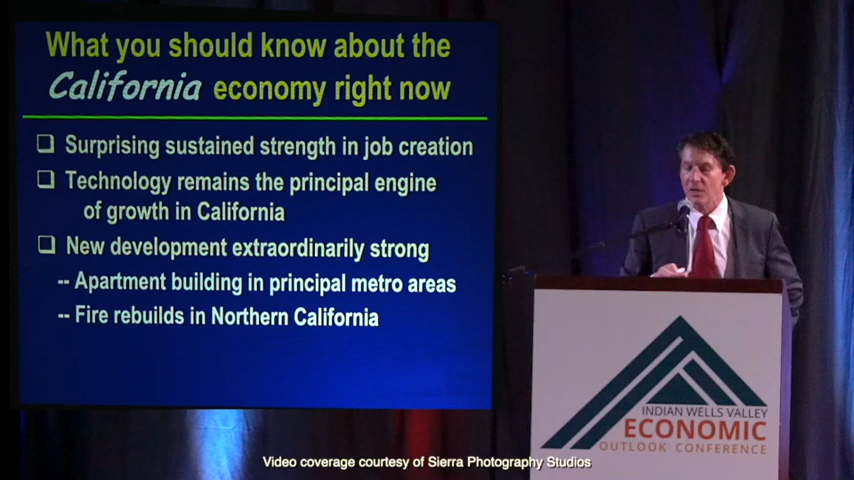 What you should know about the
California economy right now
❑ Surprising sustained strength in job creation
❑ Technology remains the principal engine
of growth in California
❑ New development extraordinarily strong
-- Apartment building in principal metro areas
-- Fire rebuilds in Northern California
INDIAN WELLS VALLEY
ECONOMIC
OUTLOOK CONFERENCE
Video coverage courtesy of Sierra Photography Studios